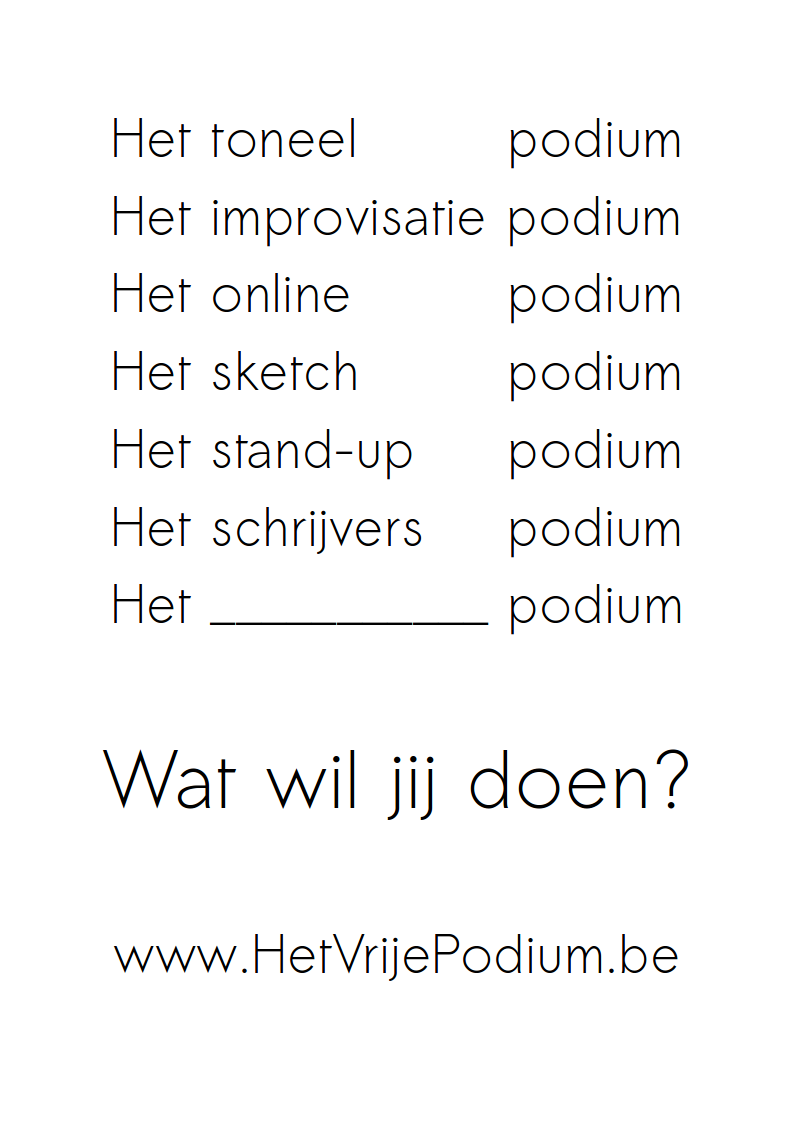 Het toneel podium
Het improvisatie podium
Het online podium
Het sketch podium
Het stand-up podium
Het schrijvers podium
Het ___________ podium
Wat wil jij doen?
www.HetVrijePodium.be